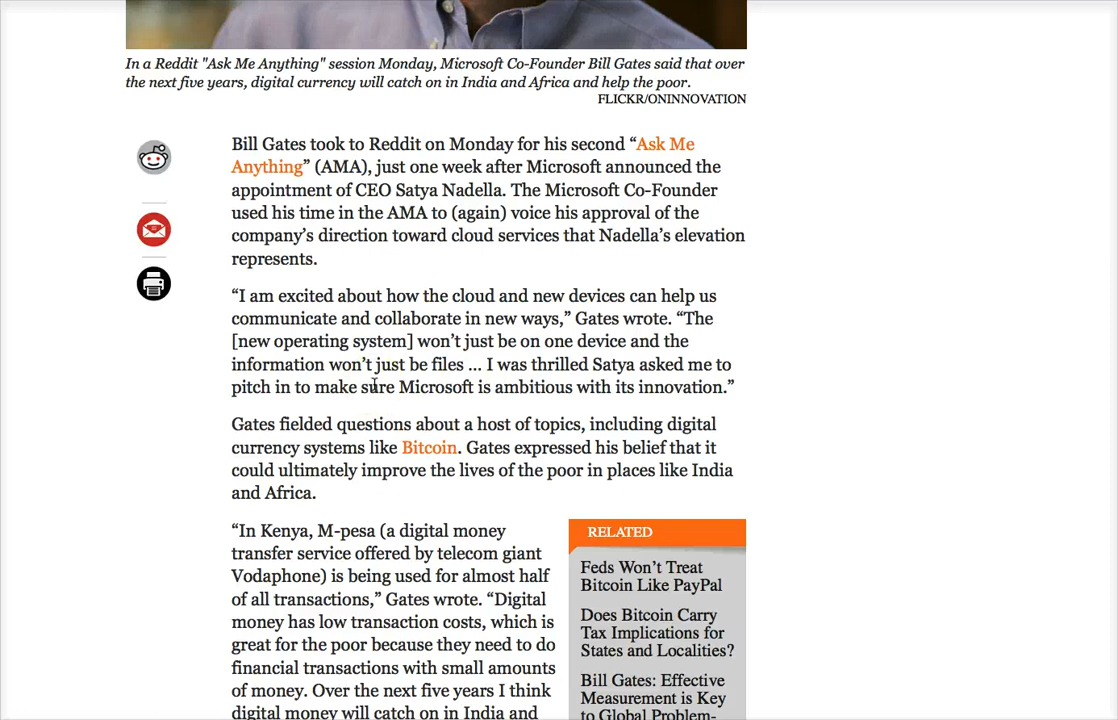 In a Reddit "Ask Me Anything" session Monday, Microsoft Co-Founder Bill Gates said that over
the next five years, digital currency will catch on in India and Africa and help the poor.
FLICKR/ONINNOVATION
Bill Gates took to Reddit on Monday for his second “Ask Me
Anything” (AMA), just one week after Microsoft announced the
appointment of CEO Satya Nadella. The Microsoft Co-Founder
used his time in the AMA to (again) voice his approval of the
company’s direction toward cloud services that Nadella’s elevation
represents.
“I am excited about how the cloud and new devices can help us
communicate and collaborate in new ways,” Gates wrote. “The
[new operating system] won’t just be on one device and the
information won’t just be files ... I was thrilled Satya asked me to
pitch in to make sure Microsoft is ambitious with its innovation.”
Gates fielded questions about a host of topics, including digital
currency systems like Bitcoin. Gates expressed his belief that it
could ultimately improve the lives of the poor in places like India
and Africa.
“In Kenya, M-pesa (a digital money
transfer service offered by telecom giant
Vodaphone) is being used for almost half
of all transactions,” Gates wrote. “Digital
money has low transaction costs, which is
great for the poor because they need to do
financial transactions with small amounts
of money. Over the next five years I think
digital money will catch on in India and
RELATED
Feds Won’t Treat
Bitcoin Like PayPal
Does Bitcoin Carry
Tax Implications for
States and Localities?
Bill Gates: Effective
Measurement is Key
to Global Problem-